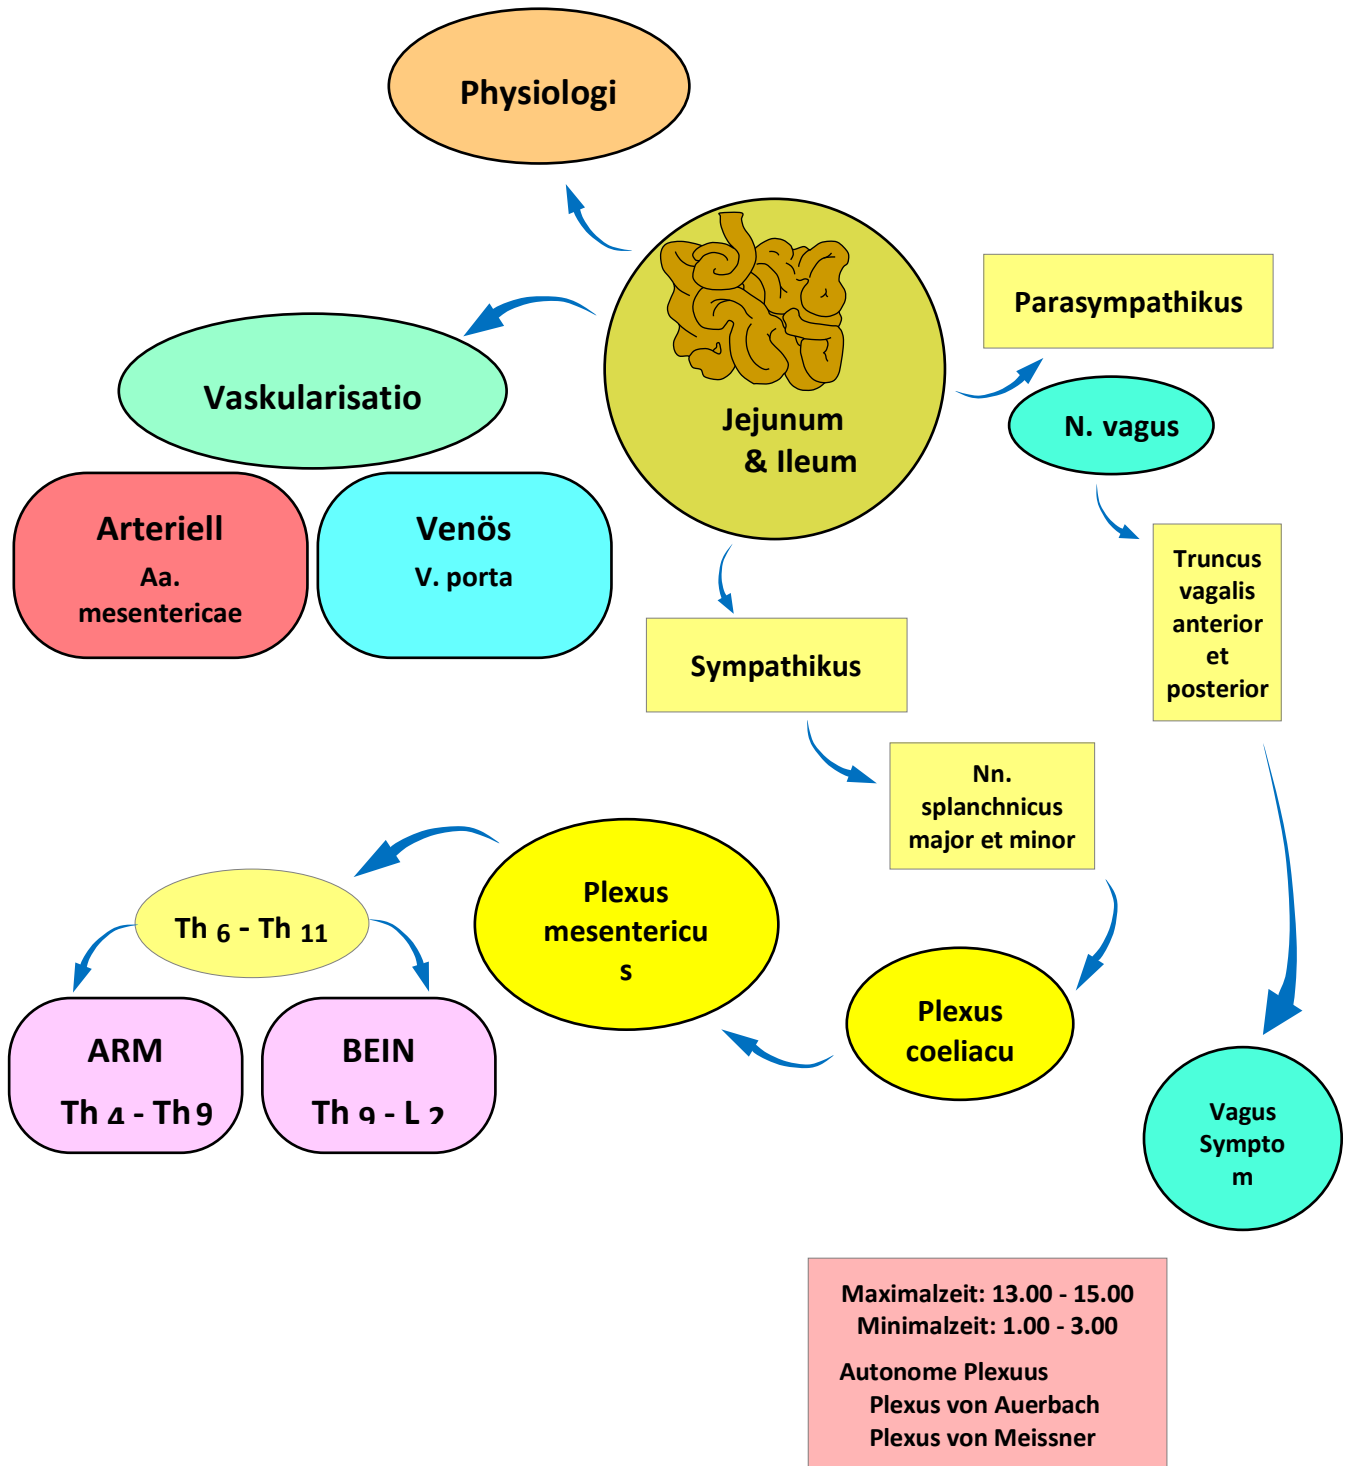 Physiologi
Vaskularisatio
Arteriell
Aa.
mesentericae
Venös
V. porta
Jejunum
& Ileum
Parasympathikus
N. vagus
Truncus
vagalis
anterior
et
posterior
Sympathikus
Nn.
splanchnicus
major et minor
Plexus
mesentericu
s
Th 6 - Th 11
ARM
Th 4 - Th 9
BEIN
Th 9 - L 2
Plexus
coeliacu
Vagus
Sympto
m
Maximalzeit: 13.00 - 15.00
Minimalzeit: 1.00 - 3.00
Autonome Plexuus
Plexus von Auerbach
Plexus von Meissner